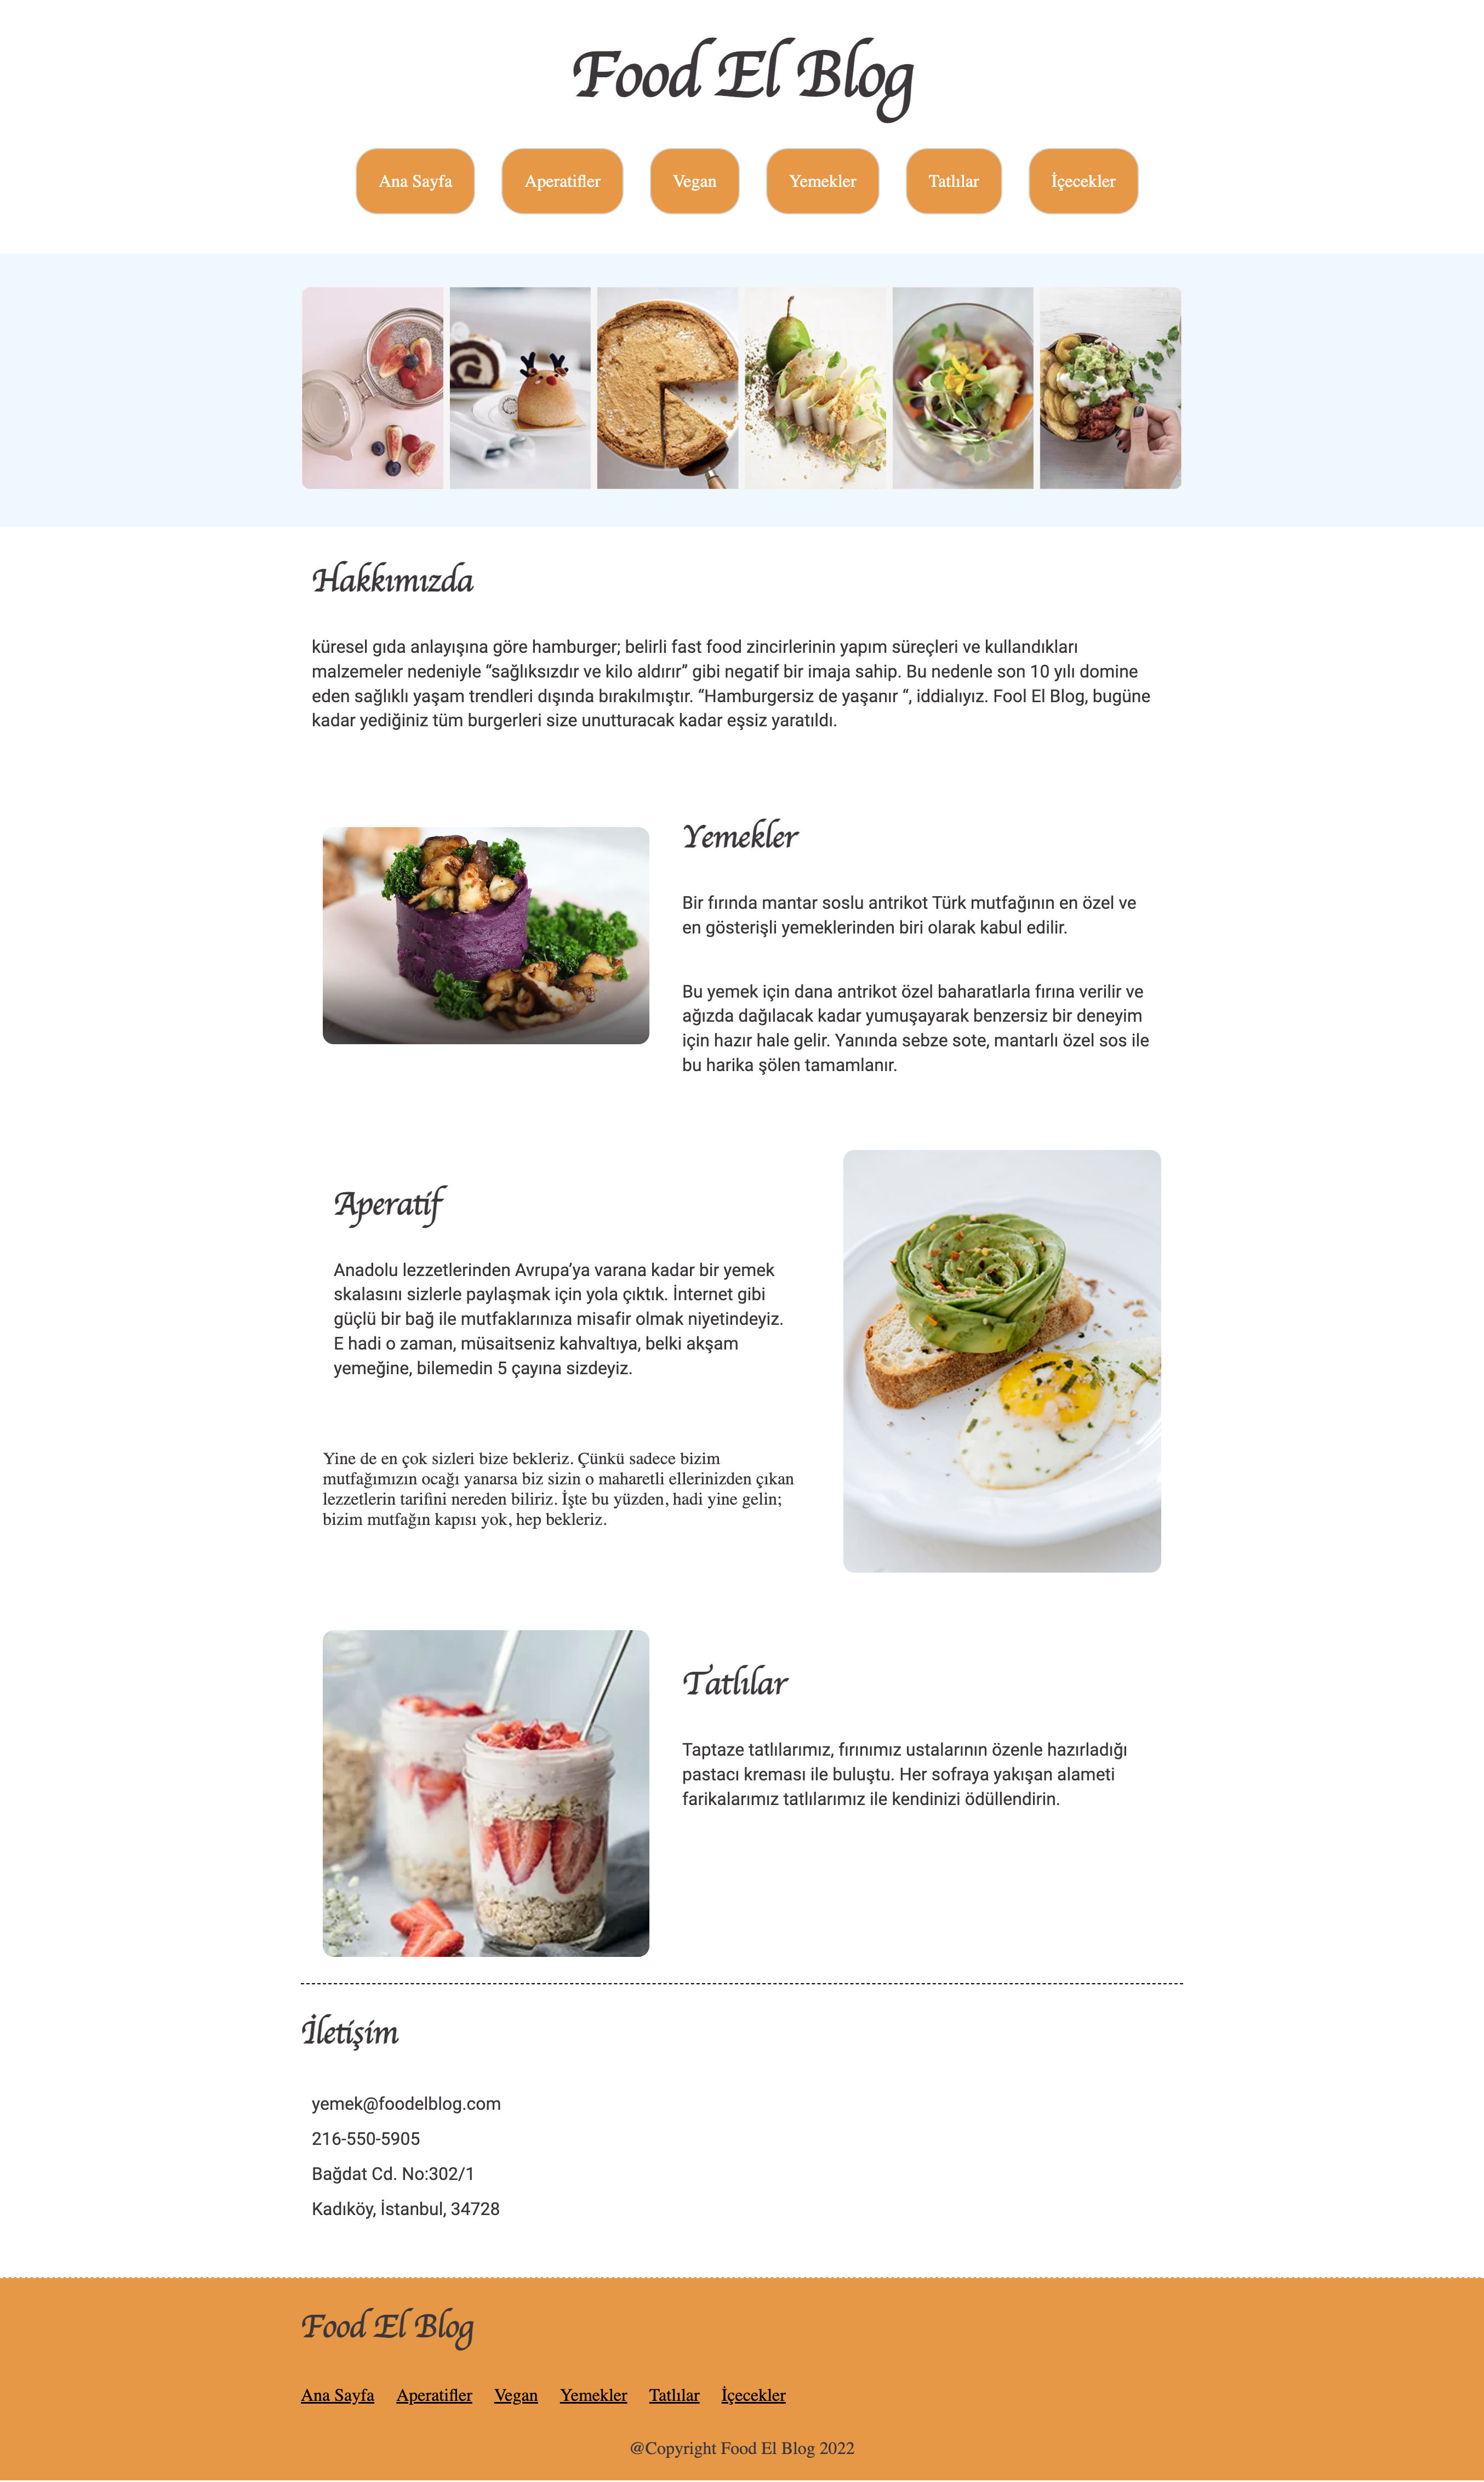 Food El Blog
Ana Sayfa
Aperatifler
Vegan
Yemekler
Tatlılar
İçecekler
Hakkımızda
küresel gıda anlayışına göre hamburger; belirli fast food zincirlerinin yapım süreçleri ve kullandıkları
malzemeler nedeniyle “sağlıksızdır ve kilo aldırır” gibi negatif bir imaja sahip. Bu nedenle son 10 yılı domine
eden sağlıklı yaşam trendleri dışında bırakılmıştır. “Hamburgersiz de yaşanır “, iddialıyız. Fool El Blog, bugüne
kadar yediğiniz tüm burgerleri size unutturacak kadar eşsiz yaratıldı.
Yemekler
Bir fırında mantar soslu antrikot Türk mutfağının en özel ve
en gösterişli yemeklerinden biri olarak kabul edilir.
Bu yemek için dana antrikot özel baharatlarla fırına verilir ve
ağızda dağılacak kadar yumuşayarak benzersiz bir deneyim
için hazır hale gelir. Yanında sebze sote, mantarlı özel sos ile
bu harika şölen tamamlanır.
Aperatif
Anadolu lezzetlerinden Avrupa’ya varana kadar bir yemek
skalasını sizlerle paylaşmak için yola çıktık. İnternet gibi
güçlü bir bağ ile mutfaklarınıza misafir olmak niyetindeyiz.
E hadi o zaman, müsaitseniz kahvaltıya, belki akşam
yemeğine, bilemedin 5 çayına sizdeyiz.
Yine de en çok sizleri bize bekleriz. Çünkü sadece bizim
mutfağımızın ocağı yanarsa biz sizin o maharetli ellerinizden çıkan
lezzetlerin tarifini nereden biliriz. İşte bu yüzden, hadi yine gelin;
bizim mutfağın kapısı yok, hep bekleriz.
Tatlılar
Taptaze tatlılarımız, fırınımız ustalarının özenle hazırladığı
pastacı kreması ile buluştu. Her sofraya yakışan alameti
farikalarımız tatlılarımız ile kendinizi ödüllendirin.
İletişim
yemek@foodelblog.com
216-550-5905
Bağdat Cd. No:302/1
Kadıköy, İstanbul, 34728
Food El Blog
Ana Sayfa Aperatifler Vegan Yemekler Tatlılar İçecekler
@Copyright Food El Blog 2022